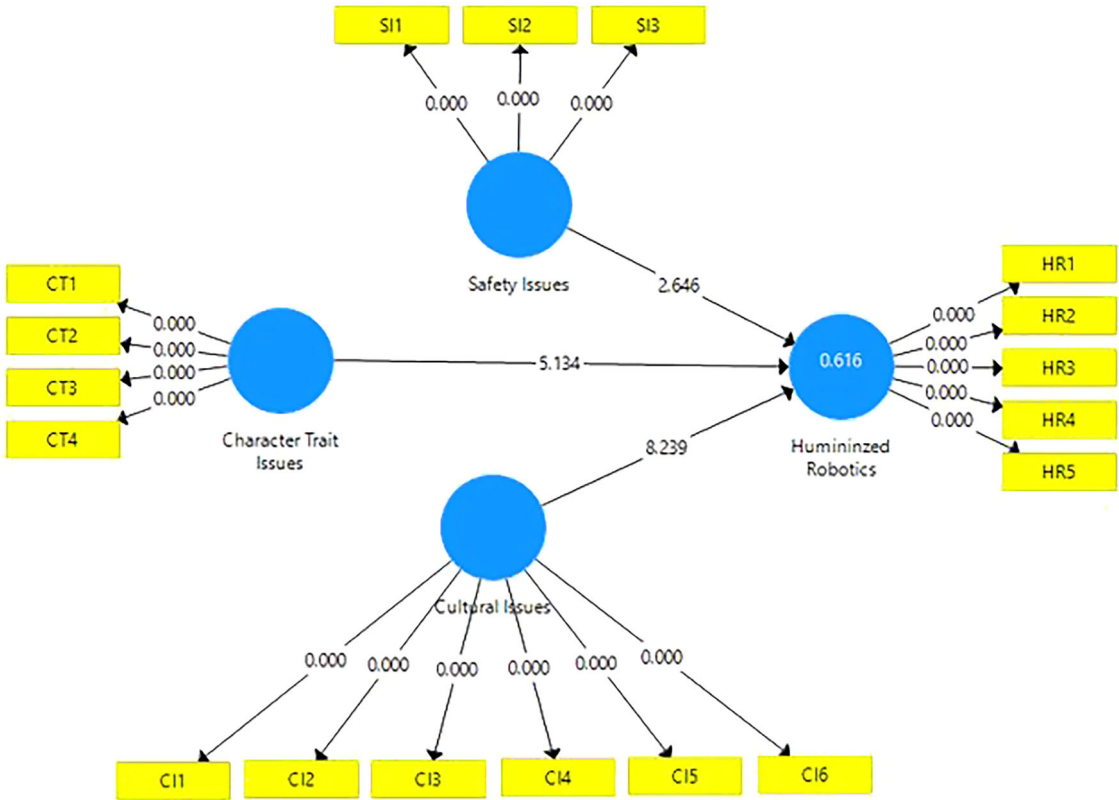 SI1
SI2
SI3
0.000
0.000
0.000
Safety Issues
2.646
CT1
CT2
CT3
CT4
0.000
0.000
0.000
0.000
Character Trait
Issues
5.134
8.239
0.616
Humininzed
Robotics
0.000
0.000
0.000
0.000
0.000
HR1
HR2
HR3
HR4
HR5
Cultural Issues
0.000
0.000
0.000
0.000
0.000
0.000
CI1
CI2
CI3
CI4
CI5
CI6